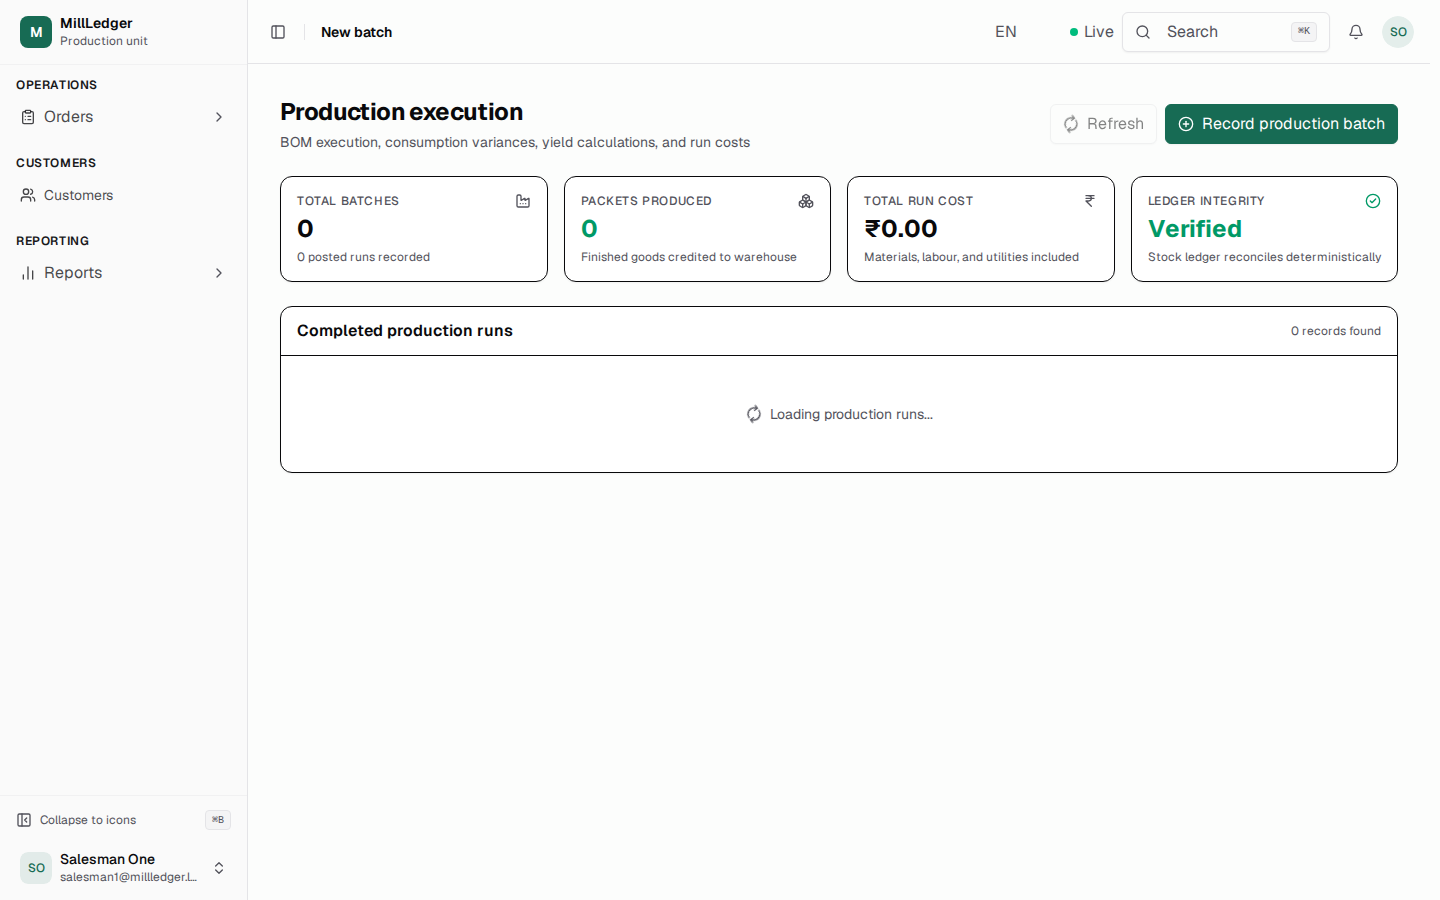 MillLedger
Production unit
OPERATIONS
Orders
CUSTOMERS
Customers
REPORTING
Reports
Collapse to icons
⌘B
SO
Salesman One
salesman1@millledger.l...
M
New batch
EN
Live
Search
⌘K
SO
Production execution
BOM execution, consumption variances, yield calculations, and run costs
Refresh
Record production batch
TOTAL BATCHES
0
0 posted runs recorded
PACKETS PRODUCED
0
Finished goods credited to warehouse
TOTAL RUN COST
₹
₹0.00
Materials, labour, and utilities included
LEDGER INTEGRITY
Verified
Stock ledger reconciles deterministically
Completed production runs
0 records found
Loading production runs...